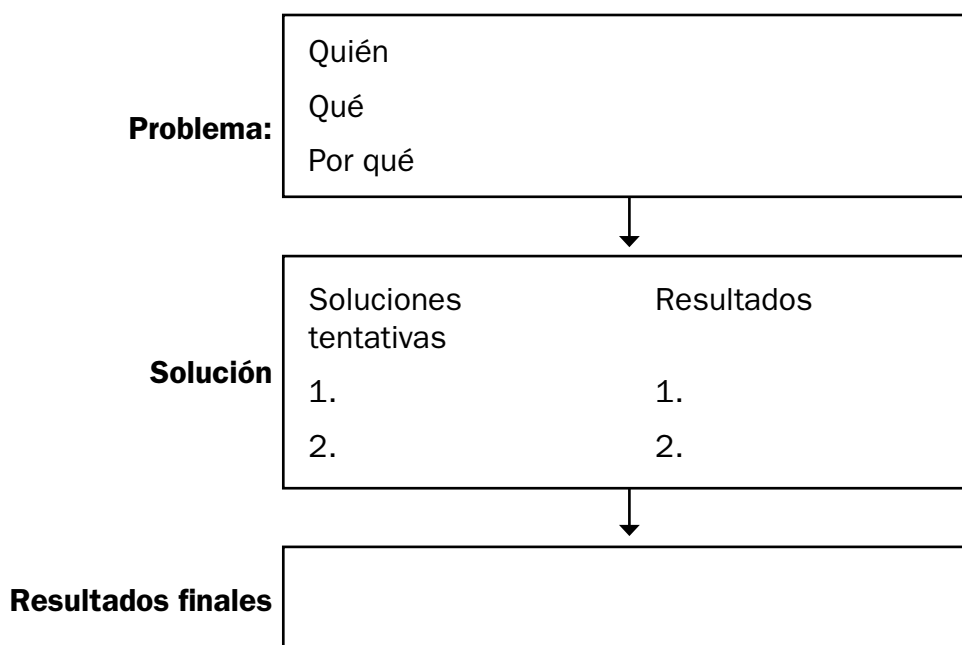 Problema:
Quién
Qué
Por qué
Solución
Soluciones
tentativas
Resultados
1.
1.
2.
2.
Resultados finales